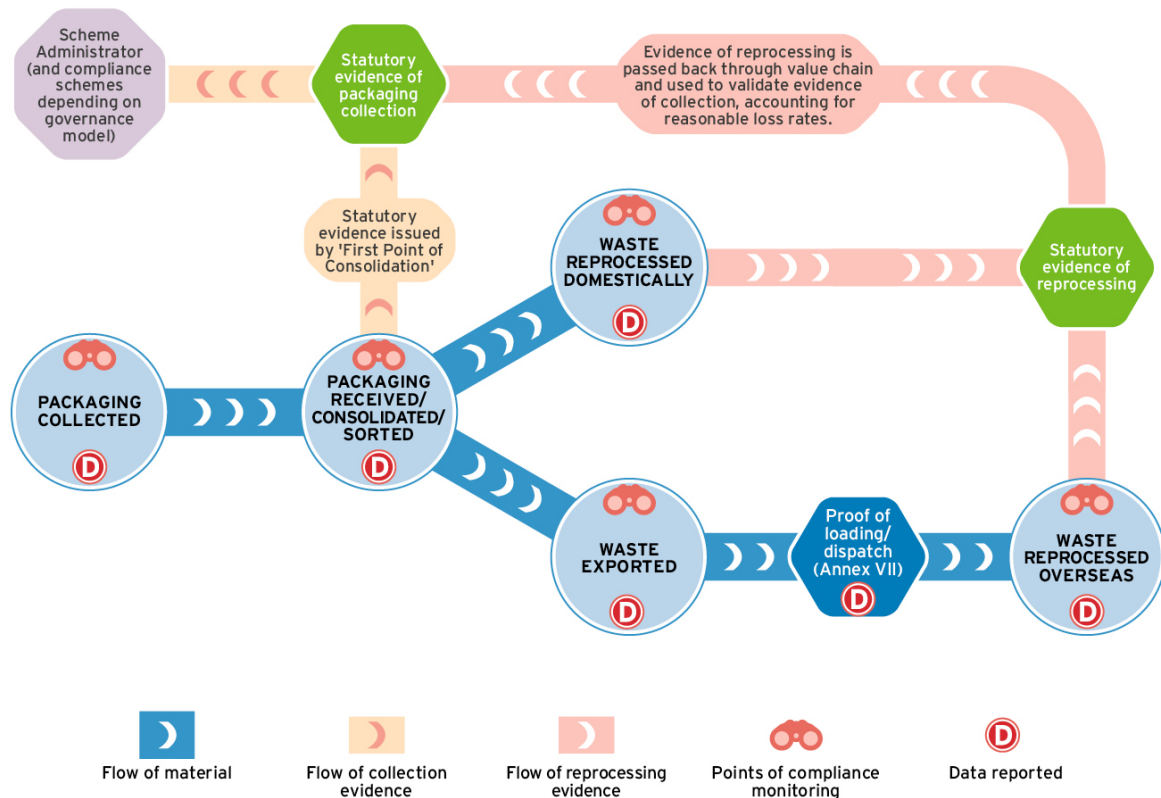 Scheme
Administrator
(and compliance
schemes
depending on
governance
model)
Statutory
evidence of
packaging
collection
Evidence of reprocessing is
passed back through value chain
and used to validate evidence
of collection, accounting for
reasonable loss rates.
Statutory
evidence issued
by 'First Point of
Consolidation'
WASTE
REPROCESSED
DOMESTICALLY
D
Statutory
evidence of
reprocessing
PACKAGING
COLLECTED
D
PACKAGING
RECEIVED/
CONSOLIDATED/
SORTED
D
WASTE
EXPORTED
D
Proof of
loading/
dispatch
(Annex VII)
D
WASTE
REPROCESSED
OVERSEAS
D
Flow of material
Flow of collection
evidence
Flow of reprocessing
evidence
Points of compliance
monitoring
D
Data reported